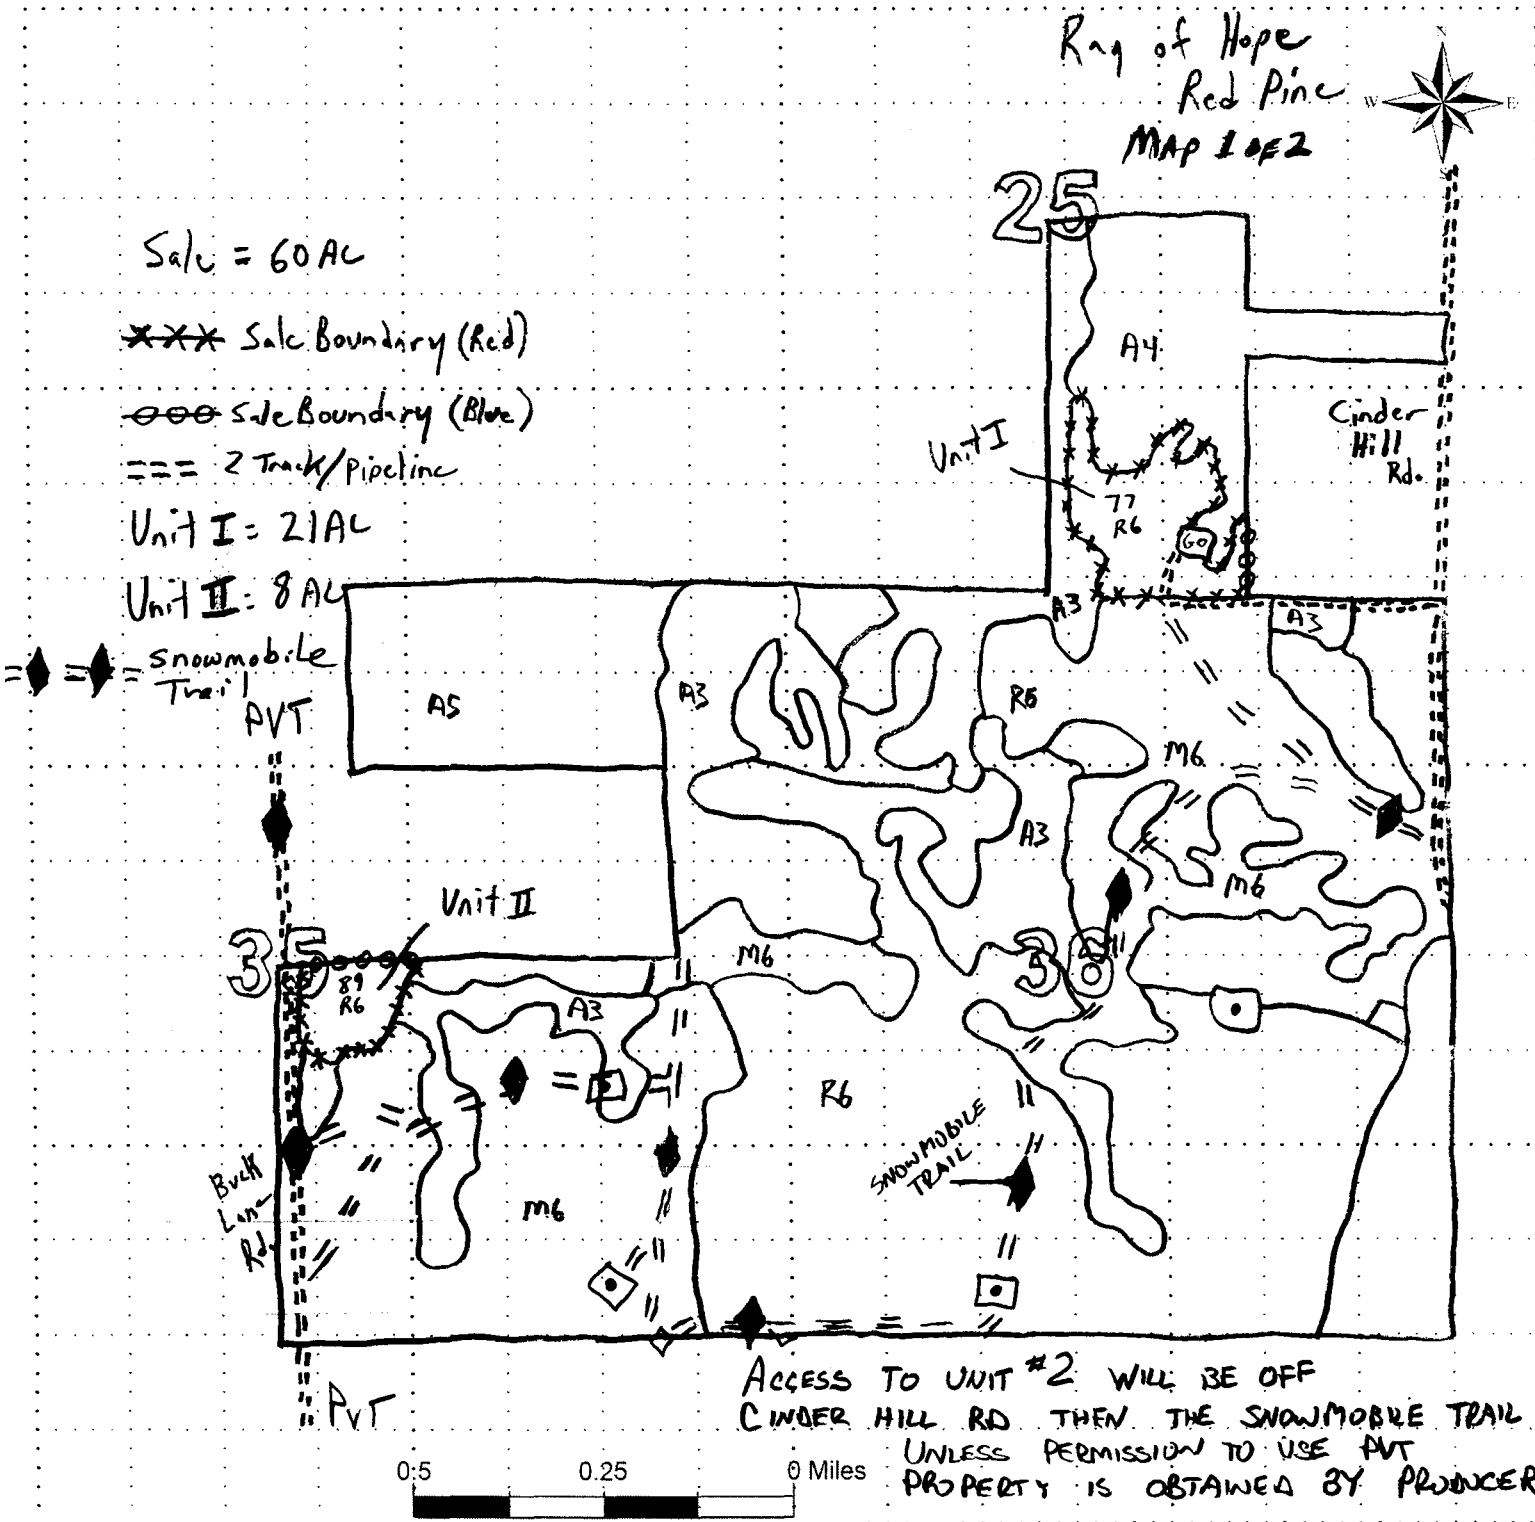 Ray of Hope
Red Pine
MAP 1 OF 2
N
W
E
S
25
Sale = 60 AC
Sale Boundary (Red)
Sale Boundary (Blue)
2 Track/pipeline
Unit I = 21 AC
Unit II = 8 AC
Snowmobile
Trail
A4
Cinder
Hill
Rd.
Unit I
77
R6
GO
A3
A3
A5
A3
R6
M6
PVT
A3
M6
Unit II
35
M6
36
89
R6
A3
R6
SNOWMOBILE
TRAIL
Buck
Lane
Rd.
M6
PVT
ACCESS TO UNIT #2 WILL BE OFF
CINDER HILL RD THEN THE SNOWMOBILE TRAIL
UNLESS PERMISSION TO USE PVT
PROPERTY IS OBTAINED BY PRODUCER
0.5 0.25 0 Miles